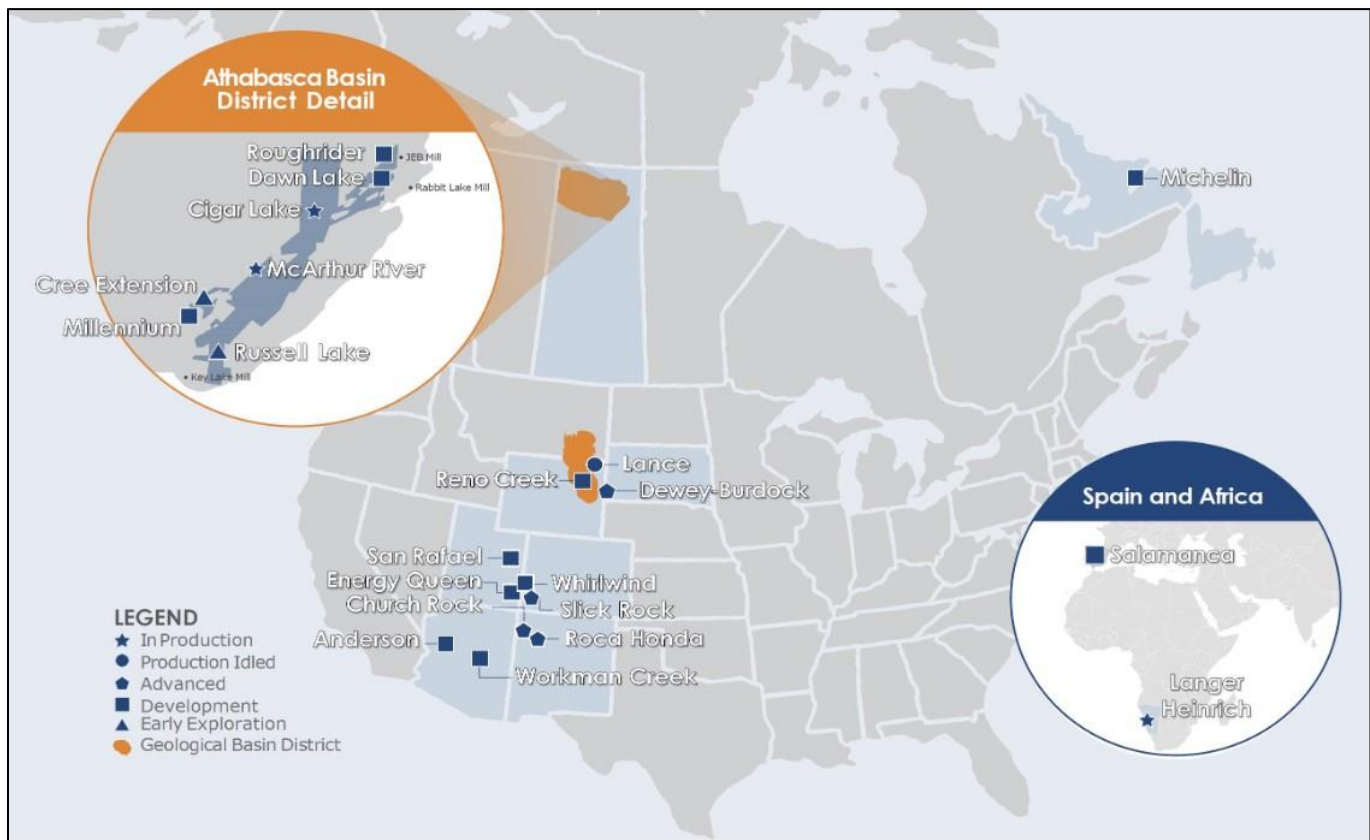 Athabasca Basin
District Detail
Roughrider
JEB Mill
Dawn Lake
Rabbit Lake Mill
Cigar Lake
McArthur River
Cree Extension
Millennium
Russell Lake
Key Lake Mill
Michelin
Lance
Reno Creek
Dewey-Burdock
San Rafael
Energy Queen
Whirlwind
Church Rock
Slick Rock
Anderson
Roca Honda
Workman Creek
LEGEND
In Production
Production Idled
Advanced
Development
Early Exploration
Geological Basin District
Spain and Africa
Salamanca
Langer
Heinrich